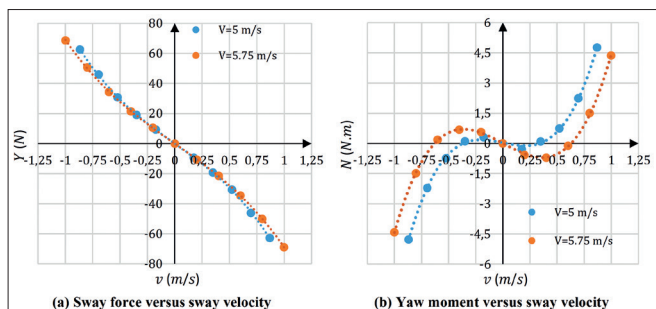 80
60
40
20
0
-20
-40
-60
-80
-1,25 -1 -0,75 -0,5 -0,25 0 0,25 0,5 0,75 1 1,25
Y (N)
v (m/s)
V=5 m/s
V=5.75 m/s
(a) Sway force versus sway velocity
6
4,5
3
1,5
0
-1,5
-3
-4,5
-6
-1,25 -1 -0,75 -0,5 -0,25 0 0,25 0,5 0,75 1 1,25
N (N.m)
v (m/s)
V=5 m/s
V=5.75 m/s
(b) Yaw moment versus sway velocity